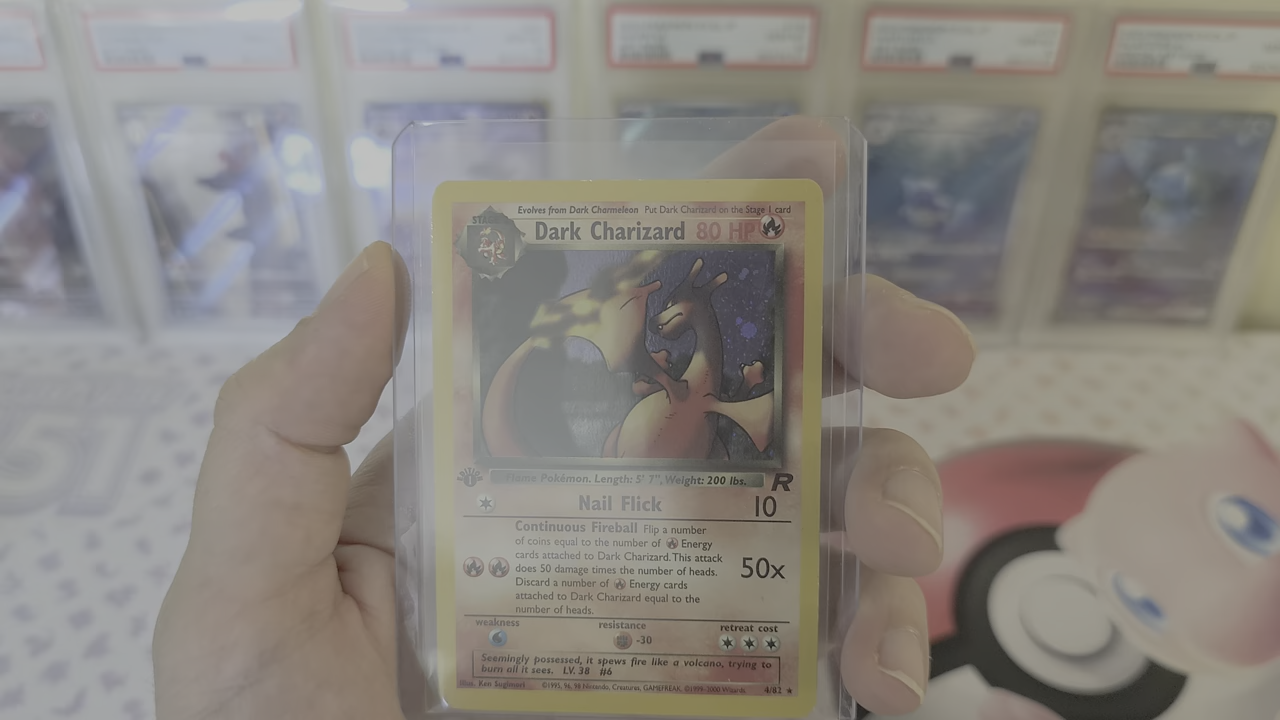 Evolves from Dark Charmeleon Put Dark Charizard on the Stage 1 card
STAGE
Dark Charizard 80 HP
EDITION
1
Flame Pokémon. Length: 5' 7", Weight: 200 lbs.
R
Nail Flick 10
Continuous Fireball Flip a number
of coins equal to the number of Energy
cards attached to Dark Charizard. This attack
does 50 damage times the number of heads.
Discard a number of Energy cards
attached to Dark Charizard equal to the
number of heads.
50x
weakness resistance retreat cost
-30
Seemingly possessed, it spews fire like a volcano, trying to
burn all it sees. LV. 38 #6
Illus. Ken Sugimori ©1995, 96, 98 Nintendo, Creatures, GAMEFREAK. ©1999-2000 Wizards. 4/82